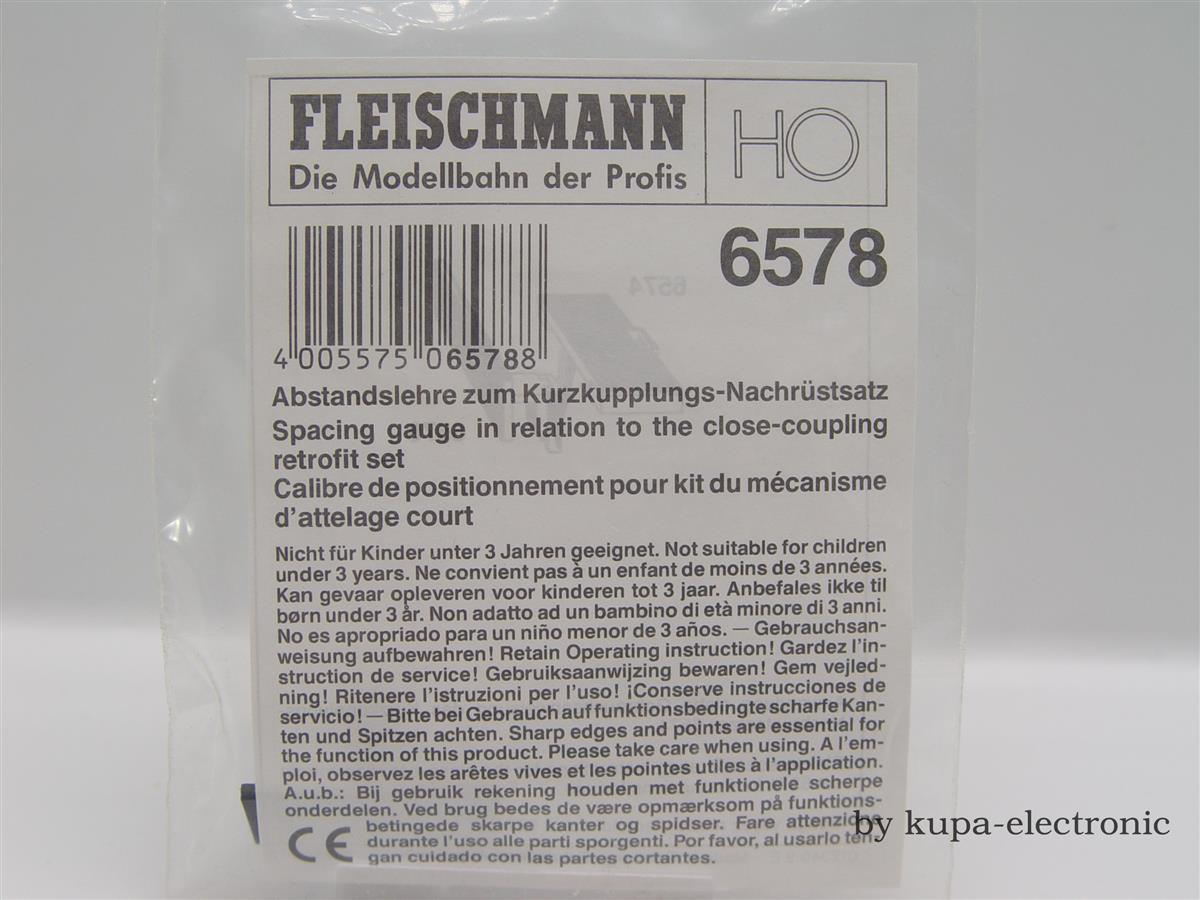 FLEISCHMANN
Die Modellbahn der Profis
HO
6578
4 005575 065788
6574
Abstandslehre zum Kurzkupplungs-Nachrüstsatz
Spacing gauge in relation to the close-coupling
retrofit set
Calibre de positionnement pour kit du mécanisme
d'attelage court
Nicht für Kinder unter 3 Jahren geeignet. Not suitable for children
under 3 years. Ne convient pas à un enfant de moins de 3 années.
Kan gevaar opleveren voor kinderen tot 3 jaar. Anbefales ikke til
børn under 3 år. Non adatto ad un bambino di età minore di 3 anni.
No es apropriado para un niño menor de 3 años. — Gebrauchsan-
weisung aufbewahren! Retain Operating instruction! Gardez l'in-
struction de service! Gebruiksaanwijzing bewaren! Gem vejled-
ning! Ritenere l'istruzioni per l'uso! ¡Conserve instrucciones de
servicio! — Bitte bei Gebrauch auf funktionsbedingte scharfe Kan-
ten und Spitzen achten. Sharp edges and points are essential for
the function of this product. Please take care when using. A l'em-
ploi, observez les arêtes vives et les pointes utiles à l'application.
A.u.b.: Bij gebruik rekening houden met funktionele scherpe
onderdelen. Ved brug bedes de være opmærksom på funktions-
betingede skarpe kanter og spidser. Fare attenzione
durante l'uso alle parti sporgenti. Por favor, al usarlo ten-
gan cuidado con las partes cortantes.
CE
by kupa-electronic